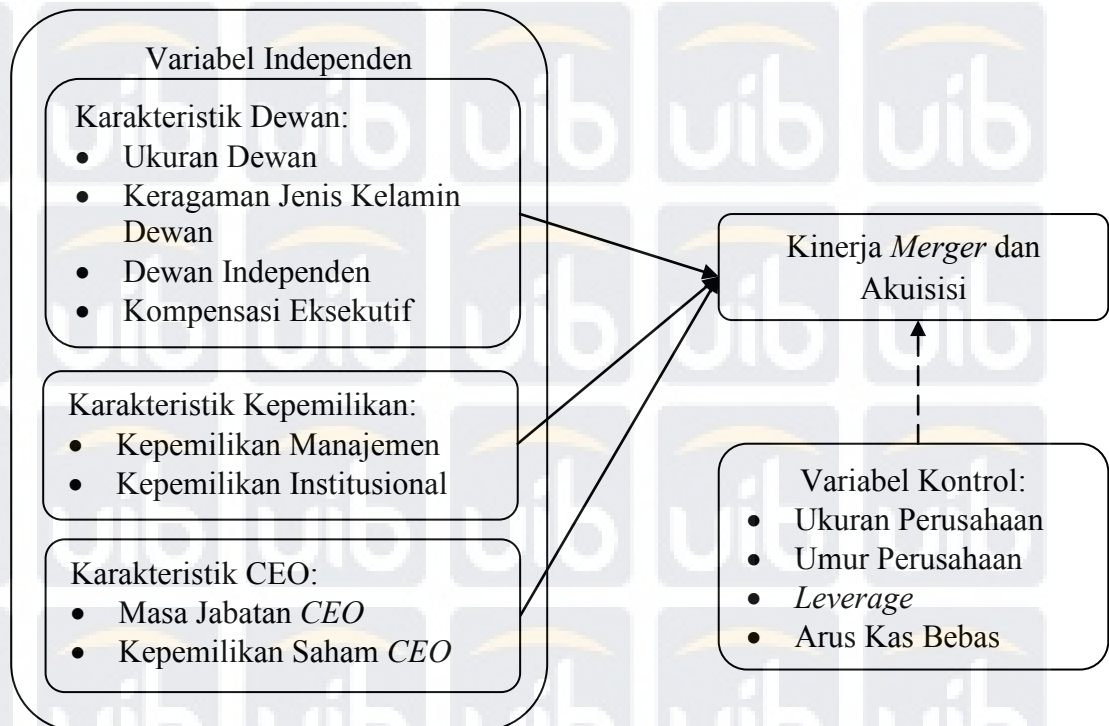 Variabel Independen
Karakteristik Dewan:
• Ukuran Dewan
• Keragaman Jenis Kelamin
Dewan
• Dewan Independen
• Kompensasi Eksekutif
Karakteristik Kepemilikan:
• Kepemilikan Manajemen
• Kepemilikan Institusional
Karakteristik CEO:
• Masa Jabatan CEO
• Kepemilikan Saham CEO
Kinerja Merger dan
Akuisisi
Variabel Kontrol:
• Ukuran Perusahaan
• Umur Perusahaan
• Leverage
• Arus Kas Bebas
uib